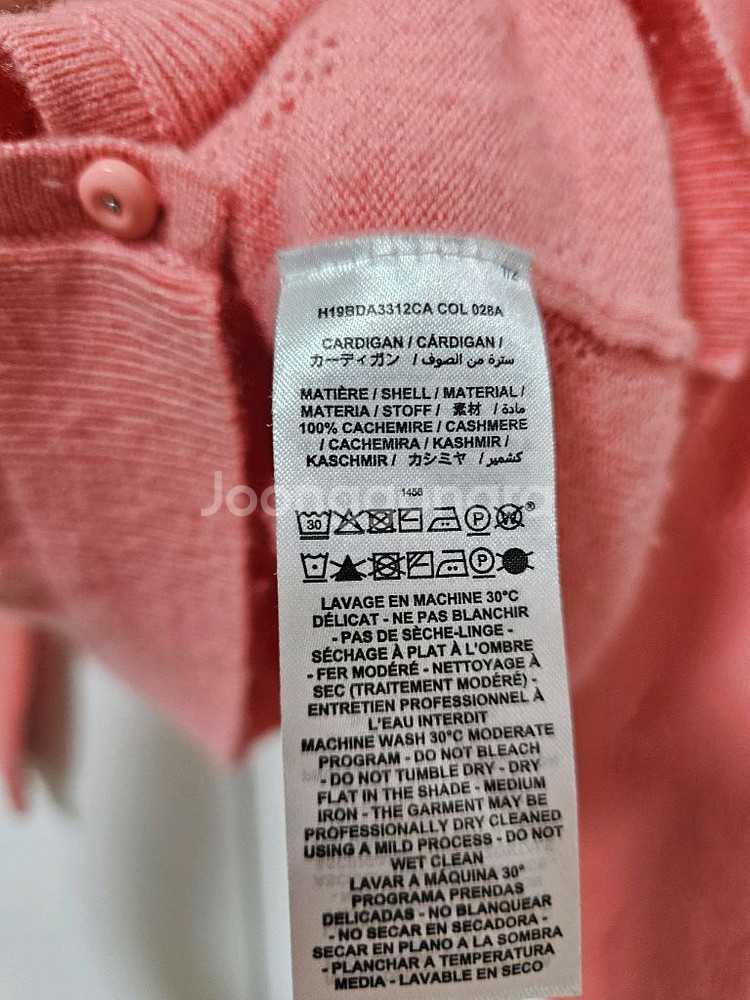 H19BDA3312CA COL 028A
CARDIGAN / CÁRDIGAN /
カーディガン / سترة من الصوف
MATIÈRE / SHELL / MATERIAL /
MATERIA / STOFF / 素材 / مادة
100% CACHEMIRE / CASHMERE
/ CACHEMIRA / KASHMIR /
KASCHMIR / カシミヤ / كشمير
1456
30 P W®
P
LAVAGE EN MACHINE 30°C
DÉLICAT - NE PAS BLANCHIR
- PAS DE SÈCHE-LINGE -
SÉCHAGE À PLAT À L'OMBRE
- FER MODÉRÉ - NETTOYAGE À
SEC (TRAITEMENT MODÉRÉ) -
ENTRETIEN PROFESSIONNEL À
L'EAU INTERDIT
MACHINE WASH 30°C MODERATE
PROGRAM - DO NOT BLEACH
- DO NOT TUMBLE DRY - DRY
FLAT IN THE SHADE - MEDIUM
IRON - THE GARMENT MAY BE
PROFESSIONALLY DRY CLEANED
USING A MILD PROCESS - DO NOT
WET CLEAN
LAVAR A MÁQUINA 30°
PROGRAMA PRENDAS
DELICADAS - NO BLANQUEAR
- NO SECAR EN SECADORA -
SECAR EN PLANO A LA SOMBRA
- PLANCHAR A TEMPERATURA
MEDIA - LAVABLE EN SECO